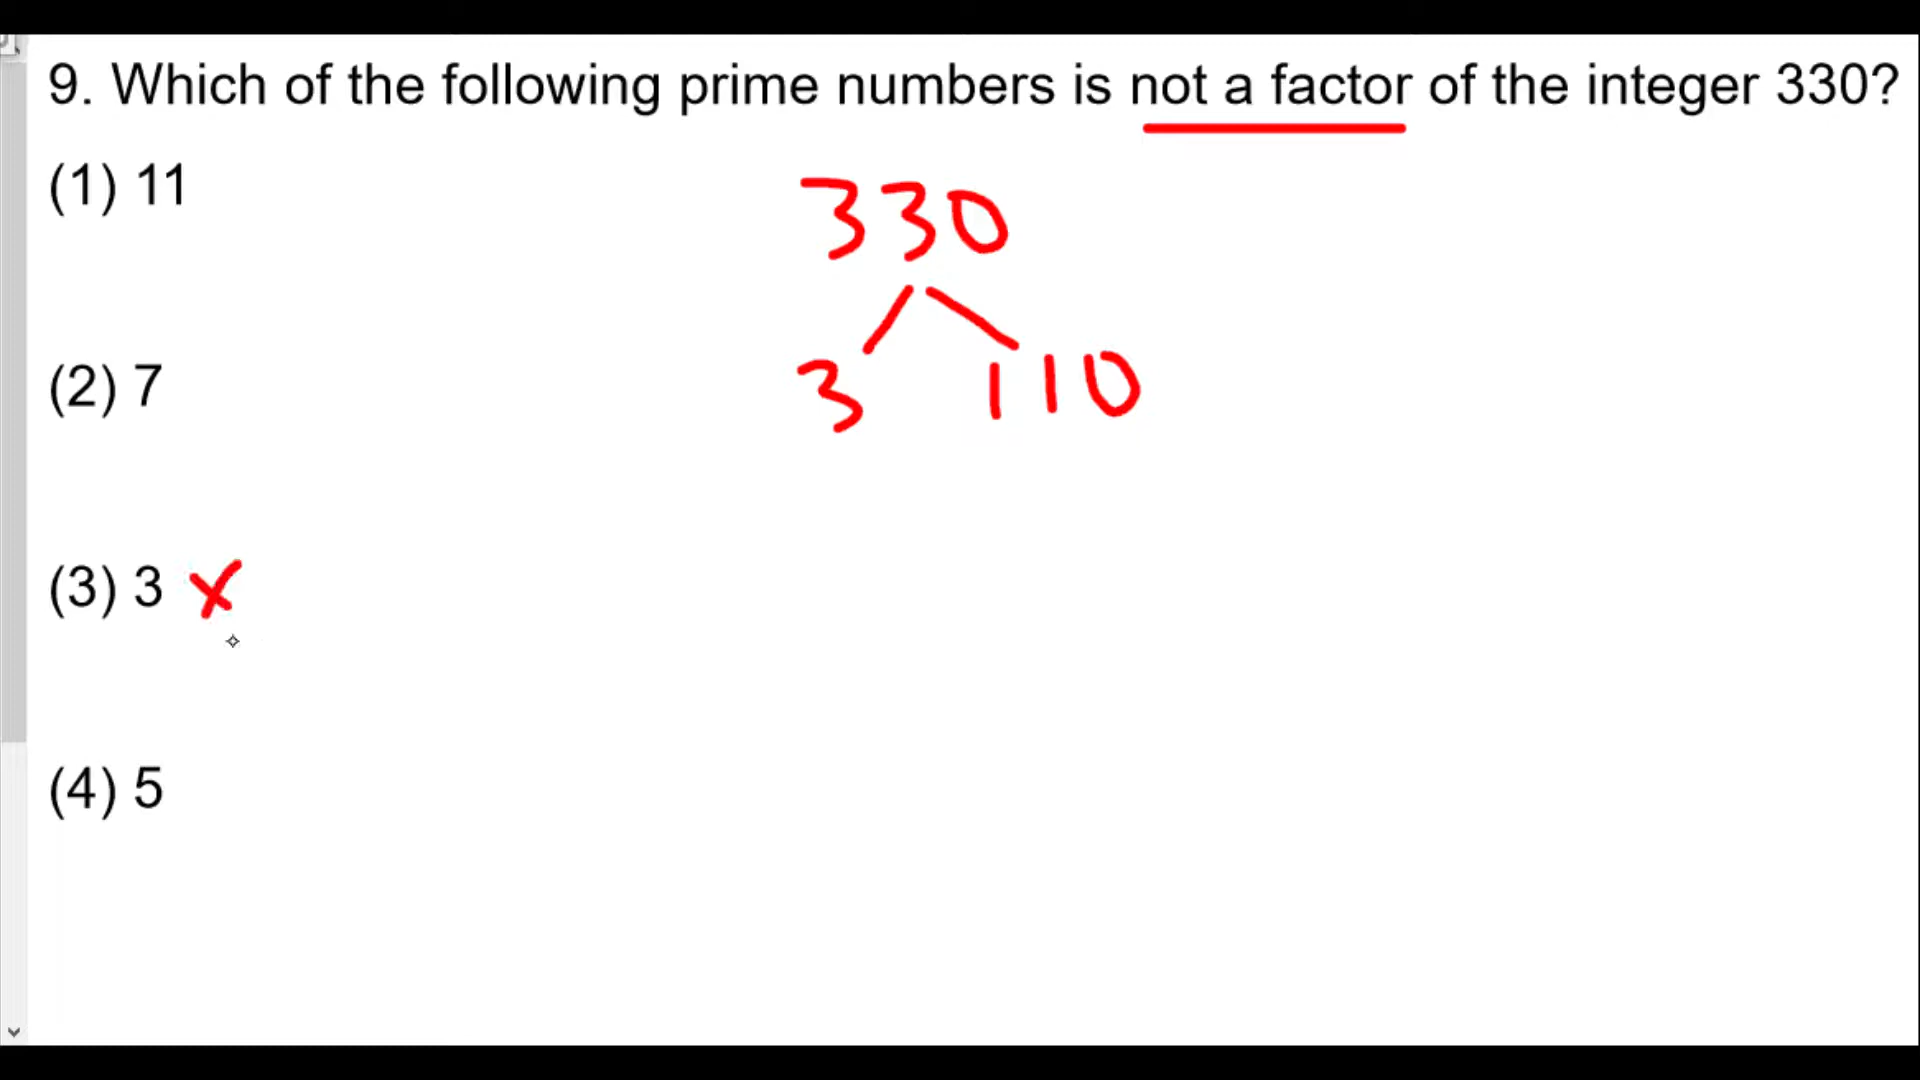 9. Which of the following prime numbers is not a factor of the integer 330?
(1) 11
330
(2) 7
3 110
(3) 3 X
(4) 5